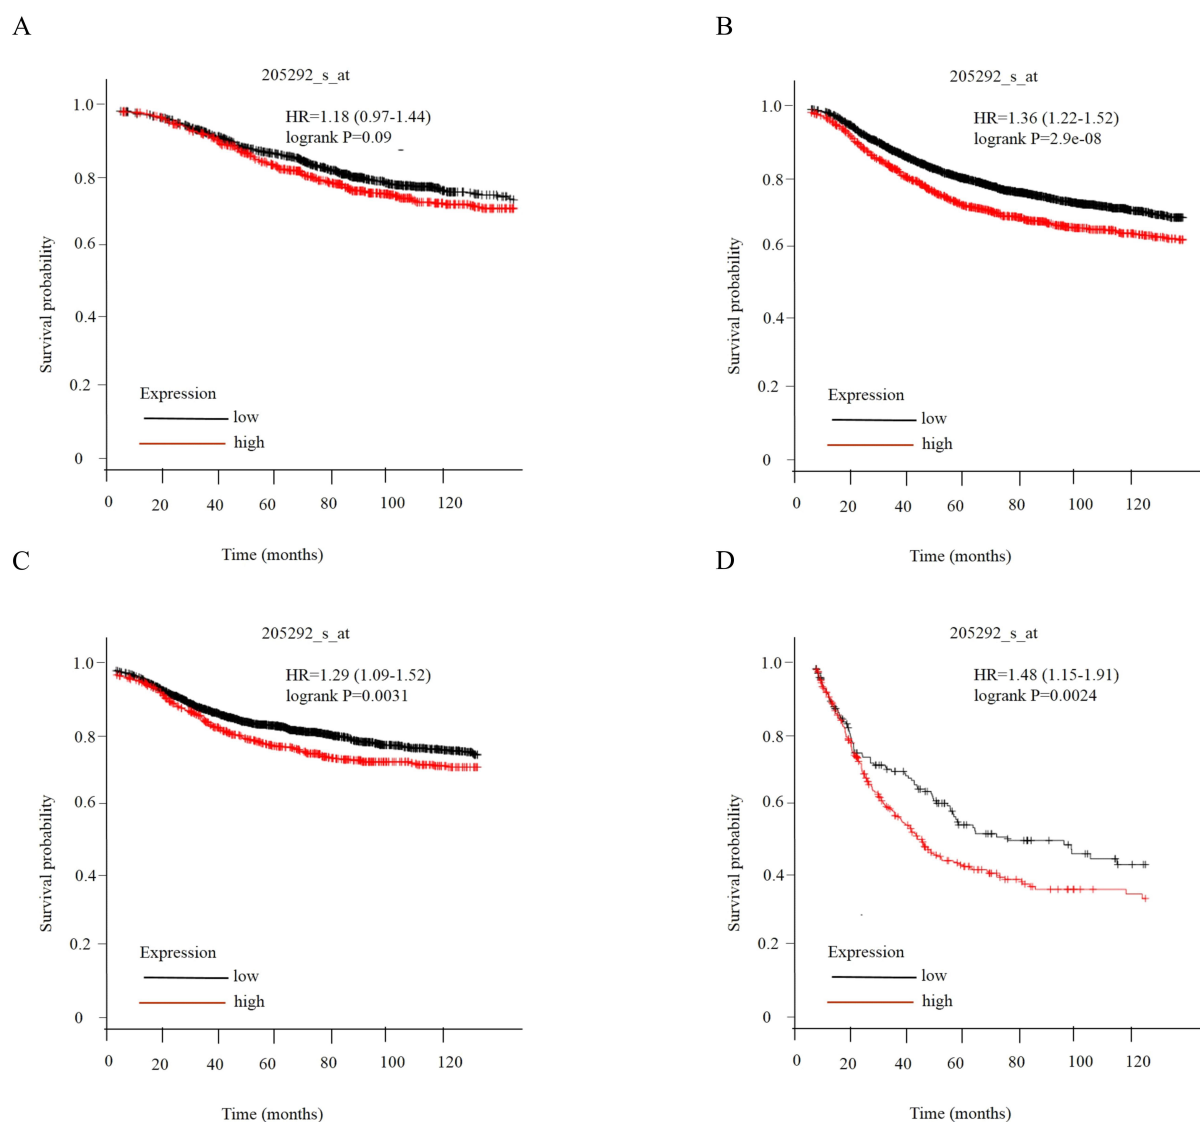 A
205292_s_at
HR=1.18 (0.97-1.44)
logrank P=0.09
1.0
0.8
0.6
0.4
0.2
0
Survival probability
Expression
low
high
0 20 40 60 80 100 120
Time (months)
B
205292_s_at
HR=1.36 (1.22-1.52)
logrank P=2.9e-08
1.0
0.8
0.6
0.4
0.2
0
Survival probability
Expression
low
high
0 20 40 60 80 100 120
Time (months)
C
205292_s_at
HR=1.29 (1.09-1.52)
logrank P=0.0031
1.0
0.8
0.6
0.4
0.2
0
Survival probability
Expression
low
high
0 20 40 60 80 100 120
Time (months)
D
205292_s_at
HR=1.48 (1.15-1.91)
logrank P=0.0024
1.0
0.8
0.6
0.4
0.2
0
Survival probability
Expression
low
high
0 20 40 60 80 100 120
Time (months)